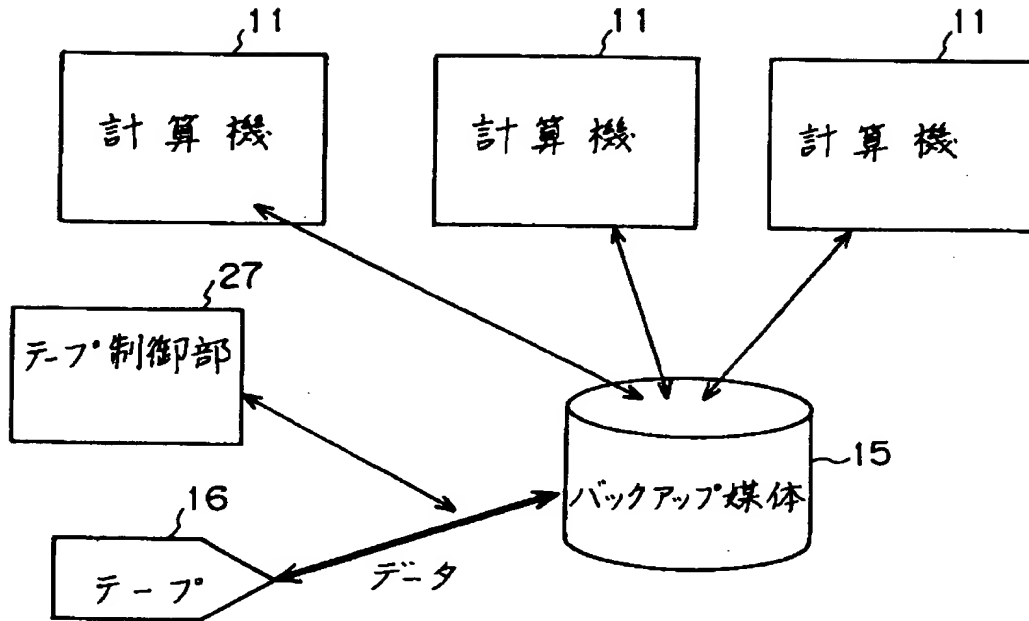 11
11
11
計算機
計算機
計算機
27
テープ制御部
15
バックアップ媒体
16
テープ
データ